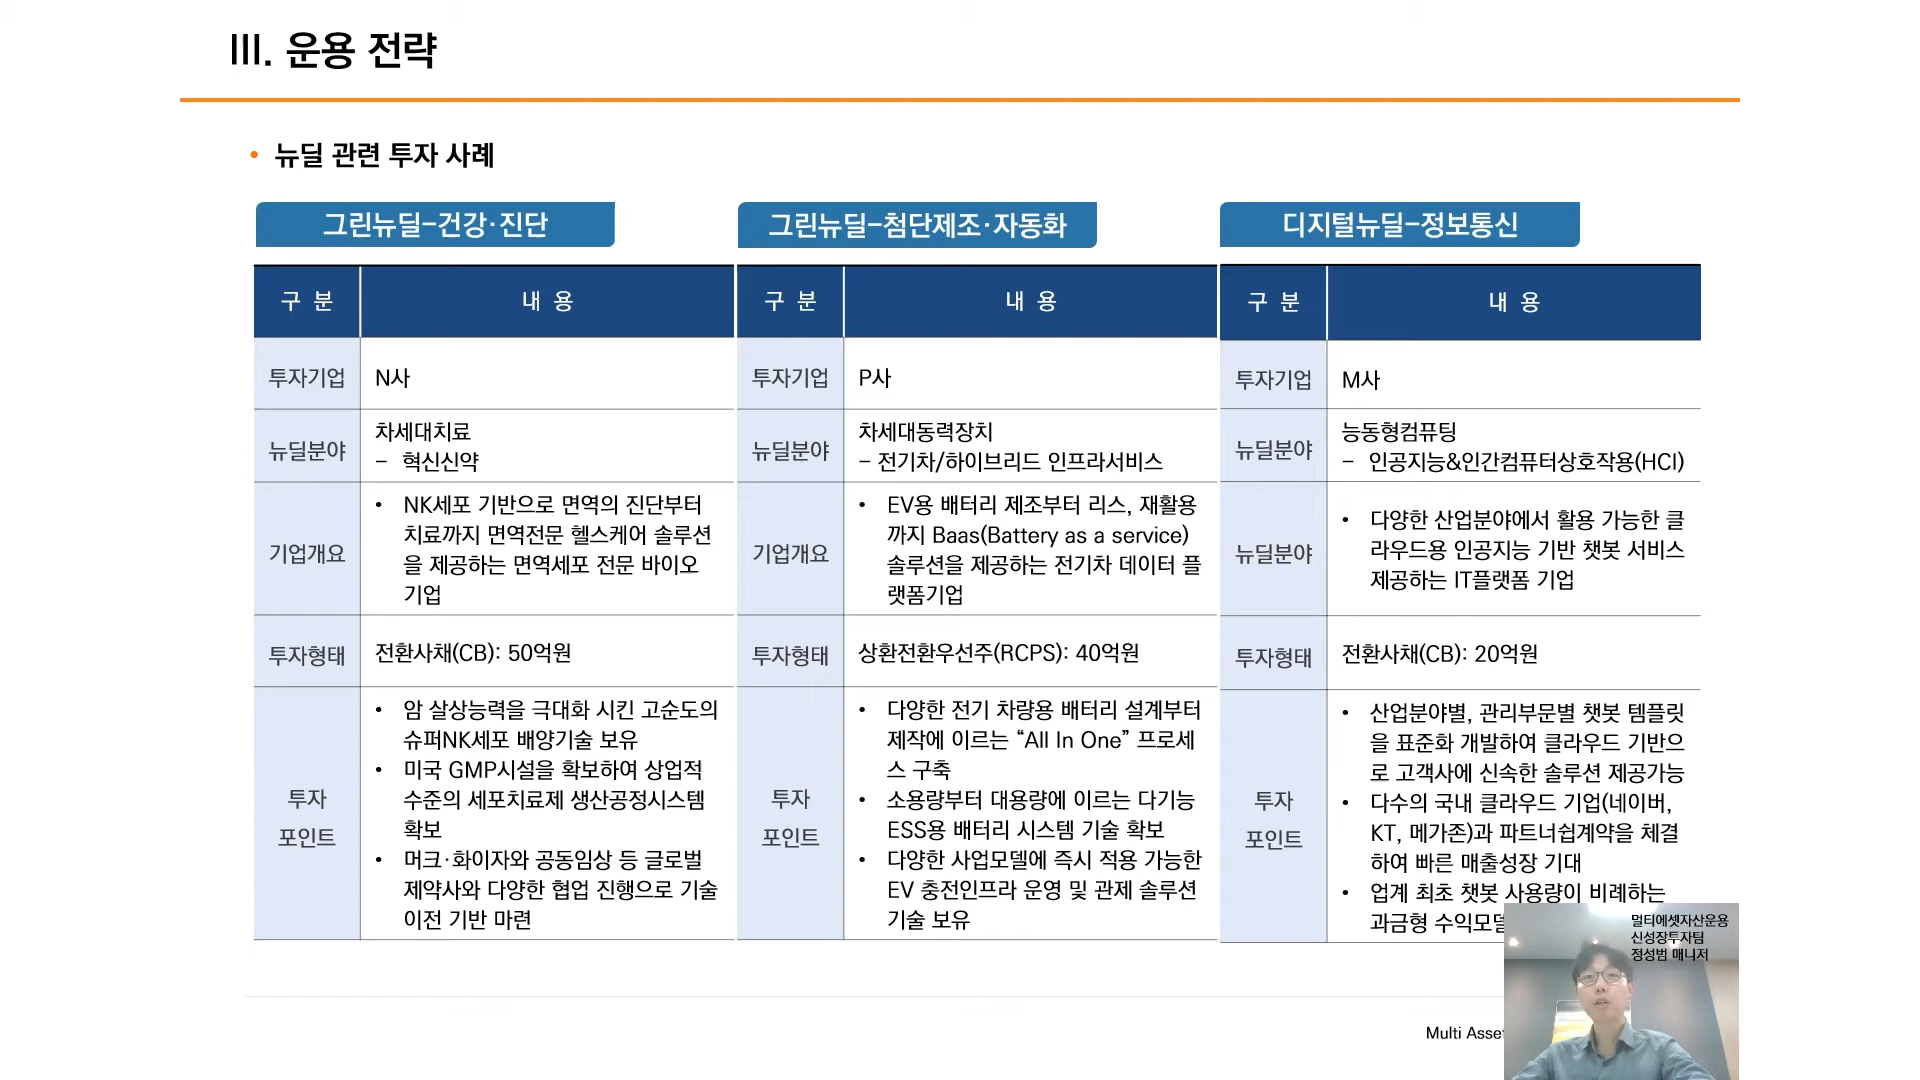 III. 운용 전략
• 뉴딜 관련 투자 사례
그린뉴딜-건강·진단
구 분
내 용
투자기업
N사
뉴딜분야
차세대치료
- 혁신신약
기업개요
• NK세포 기반으로 면역의 진단부터
치료까지 면역전문 헬스케어 솔루션
을 제공하는 면역세포 전문 바이오
기업
투자형태
전환사채(CB): 50억원
투자
포인트
• 암 살상능력을 극대화 시킨 고순도의
슈퍼NK세포 배양기술 보유
• 미국 GMP시설을 확보하여 상업적
수준의 세포치료제 생산공정시스템
확보
• 머크·화이자와 공동임상 등 글로벌
제약사와 다양한 협업 진행으로 기술
이전 기반 마련
그린뉴딜-첨단제조·자동화
구 분
내 용
투자기업
P사
뉴딜분야
차세대동력장치
- 전기차/하이브리드 인프라서비스
기업개요
• EV용 배터리 제조부터 리스, 재활용
까지 Baas(Battery as a service)
솔루션을 제공하는 전기차 데이터 플
랫폼기업
투자형태
상환전환우선주(RCPS): 40억원
투자
포인트
• 다양한 전기 차량용 배터리 설계부터
제작에 이르는 “All In One” 프로세
스 구축
• 소용량부터 대용량에 이르는 다기능
ESS용 배터리 시스템 기술 확보
• 다양한 사업모델에 즉시 적용 가능한
EV 충전인프라 운영 및 관제 솔루션
기술 보유
디지털뉴딜-정보통신
구 분
내 용
투자기업
M사
뉴딜분야
능동형컴퓨팅
- 인공지능&인간컴퓨터상호작용(HCI)
뉴딜분야
• 다양한 산업분야에서 활용 가능한 클
라우드용 인공지능 기반 챗봇 서비스
제공하는 IT플랫폼 기업
투자형태
전환사채(CB): 20억원
투자
포인트
• 산업분야별, 관리부문별 챗봇 템플릿
을 표준화 개발하여 클라우드 기반으
로 고객사에 신속한 솔루션 제공가능
• 다수의 국내 클라우드 기업(네이버,
KT, 메가존)과 파트너쉽계약을 체결
하여 빠른 매출성장 기대
• 업계 최초 챗봇 사용량이 비례하는
과금형 수익모델
멀티에셋자산운용
신성장투자팀
정성범 매니저
Multi Asset